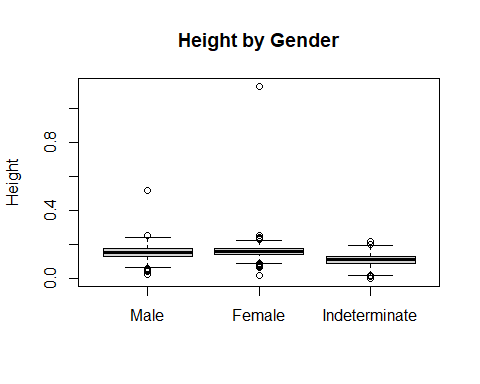 Height by Gender
Height
0.8
0.4
0.0
Male Female Indeterminate